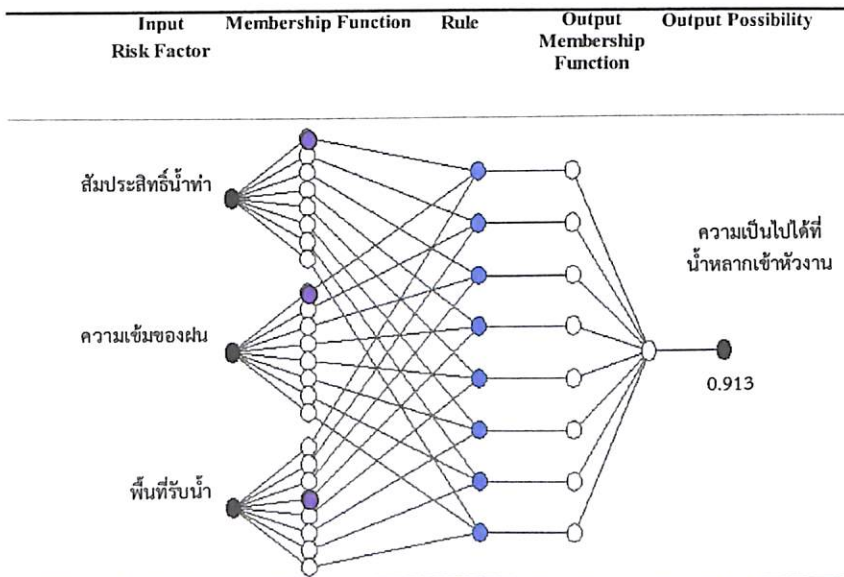 Input Membership Function Rule Output Output Possibility
Risk Factor Membership
Function
สัมประสิทธิ์น้ำท่า
ความเป็นไปได้ที่
น้ำหลากเข้าหัวงาน
ความเข้มของฝน
0.913
พื้นที่รับน้ำ